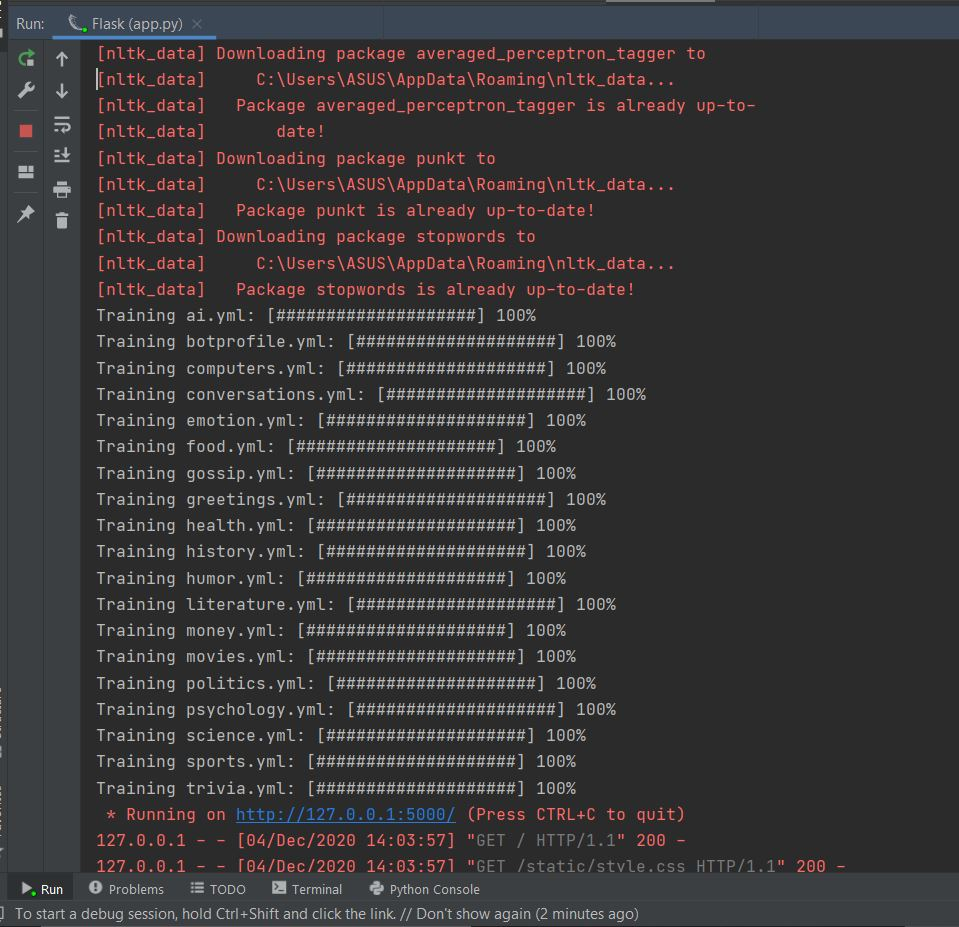 Run: Flask (app.py) ×
[nltk_data] Downloading package averaged_perceptron_tagger to
[nltk_data]     C:\Users\ASUS\AppData\Roaming\nltk_data...
[nltk_data]   Package averaged_perceptron_tagger is already up-to-
[nltk_data]       date!
[nltk_data] Downloading package punkt to
[nltk_data]     C:\Users\ASUS\AppData\Roaming\nltk_data...
[nltk_data]   Package punkt is already up-to-date!
[nltk_data] Downloading package stopwords to
[nltk_data]     C:\Users\ASUS\AppData\Roaming\nltk_data...
[nltk_data]   Package stopwords is already up-to-date!
Training ai.yml: [####################] 100%
Training botprofile.yml: [####################] 100%
Training computers.yml: [####################] 100%
Training conversations.yml: [####################] 100%
Training emotion.yml: [####################] 100%
Training food.yml: [####################] 100%
Training gossip.yml: [####################] 100%
Training greetings.yml: [####################] 100%
Training health.yml: [####################] 100%
Training history.yml: [####################] 100%
Training humor.yml: [####################] 100%
Training literature.yml: [####################] 100%
Training money.yml: [####################] 100%
Training movies.yml: [####################] 100%
Training politics.yml: [####################] 100%
Training psychology.yml: [####################] 100%
Training science.yml: [####################] 100%
Training sports.yml: [####################] 100%
Training trivia.yml: [####################] 100%
 * Running on http://127.0.0.1:5000/ (Press CTRL+C to quit)
127.0.0.1 - - [04/Dec/2020 14:03:57] "GET / HTTP/1.1" 200 -
127.0.0.1 - - [04/Dec/2020 14:03:57] "GET /static/style.css HTTP/1.1" 200 -
Run Problems TODO Terminal Python Console
To start a debug session, hold Ctrl+Shift and click the link. // Don't show again (2 minutes ago)